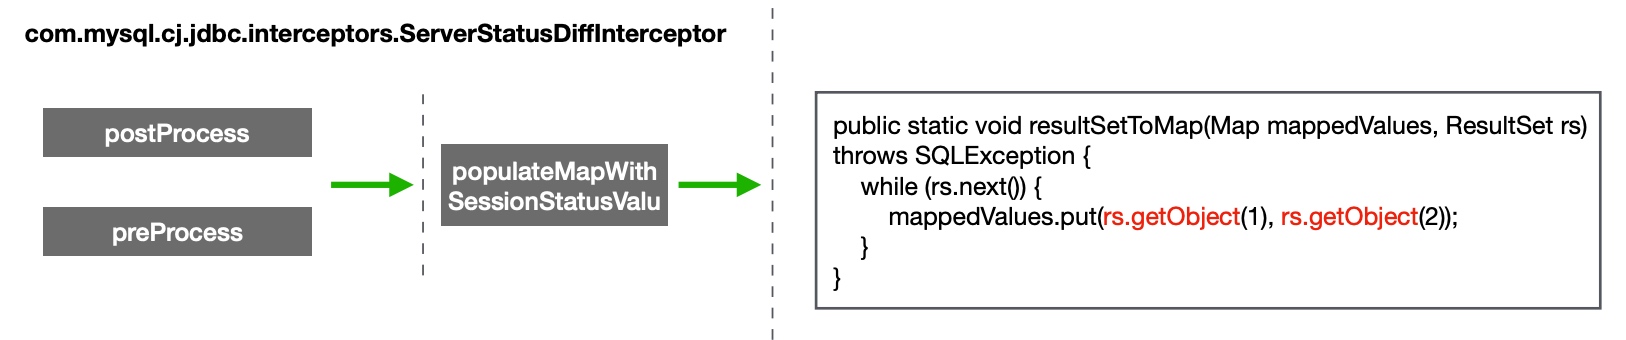 com.mysql.cj.jdbc.interceptors.ServerStatusDiffInterceptor
postProcess
preProcess
populateMapWith
SessionStatusValu
public static void resultSetToMap(Map mappedValues, ResultSet rs)
throws SQLException {
while (rs.next()) {
mappedValues.put(rs.getObject(1), rs.getObject(2));
}
}